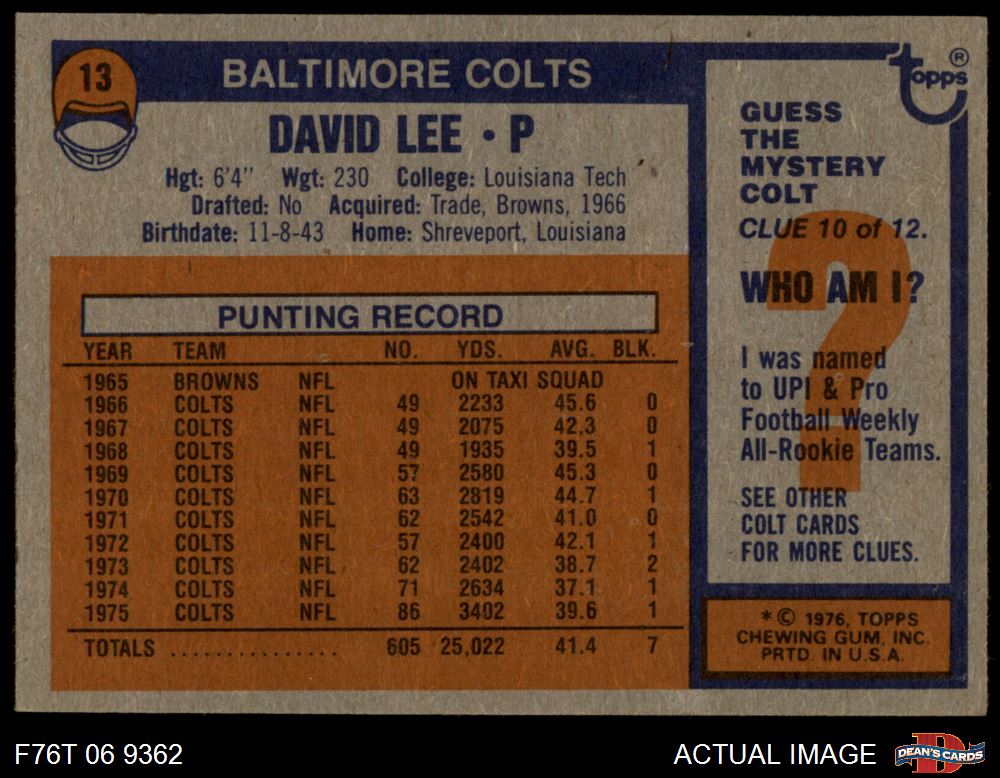 13
BALTIMORE COLTS
DAVID LEE • P
Hgt: 6'4" Wgt: 230 College: Louisiana Tech
Drafted: No Acquired: Trade, Browns, 1966
Birthdate: 11-8-43 Home: Shreveport, Louisiana
PUNTING RECORD
YEAR TEAM NO. YDS. AVG. BLK.
1965 BROWNS NFL ON TAXI SQUAD
1966 COLTS NFL 49 2233 45.6 0
1967 COLTS NFL 49 2075 42.3 0
1968 COLTS NFL 49 1935 39.5 1
1969 COLTS NFL 57 2580 45.3 0
1970 COLTS NFL 63 2819 44.7 1
1971 COLTS NFL 62 2542 41.0 0
1972 COLTS NFL 57 2400 42.1 1
1973 COLTS NFL 62 2402 38.7 2
1974 COLTS NFL 71 2634 37.1 1
1975 COLTS NFL 86 3402 39.6 1
TOTALS ............... 605 25,022 41.4 7
Topps ®
GUESS
THE
MYSTERY
COLT
CLUE 10 of 12.
?
WHO AM I?
I was named
to UPI & Pro
Football Weekly
All-Rookie Teams.
SEE OTHER
COLT CARDS
FOR MORE CLUES.
* © 1976, TOPPS
CHEWING GUM, INC.
PRTD. IN U.S.A.
F76T 06 9362
ACTUAL IMAGE
D
DEAN'S CARDS